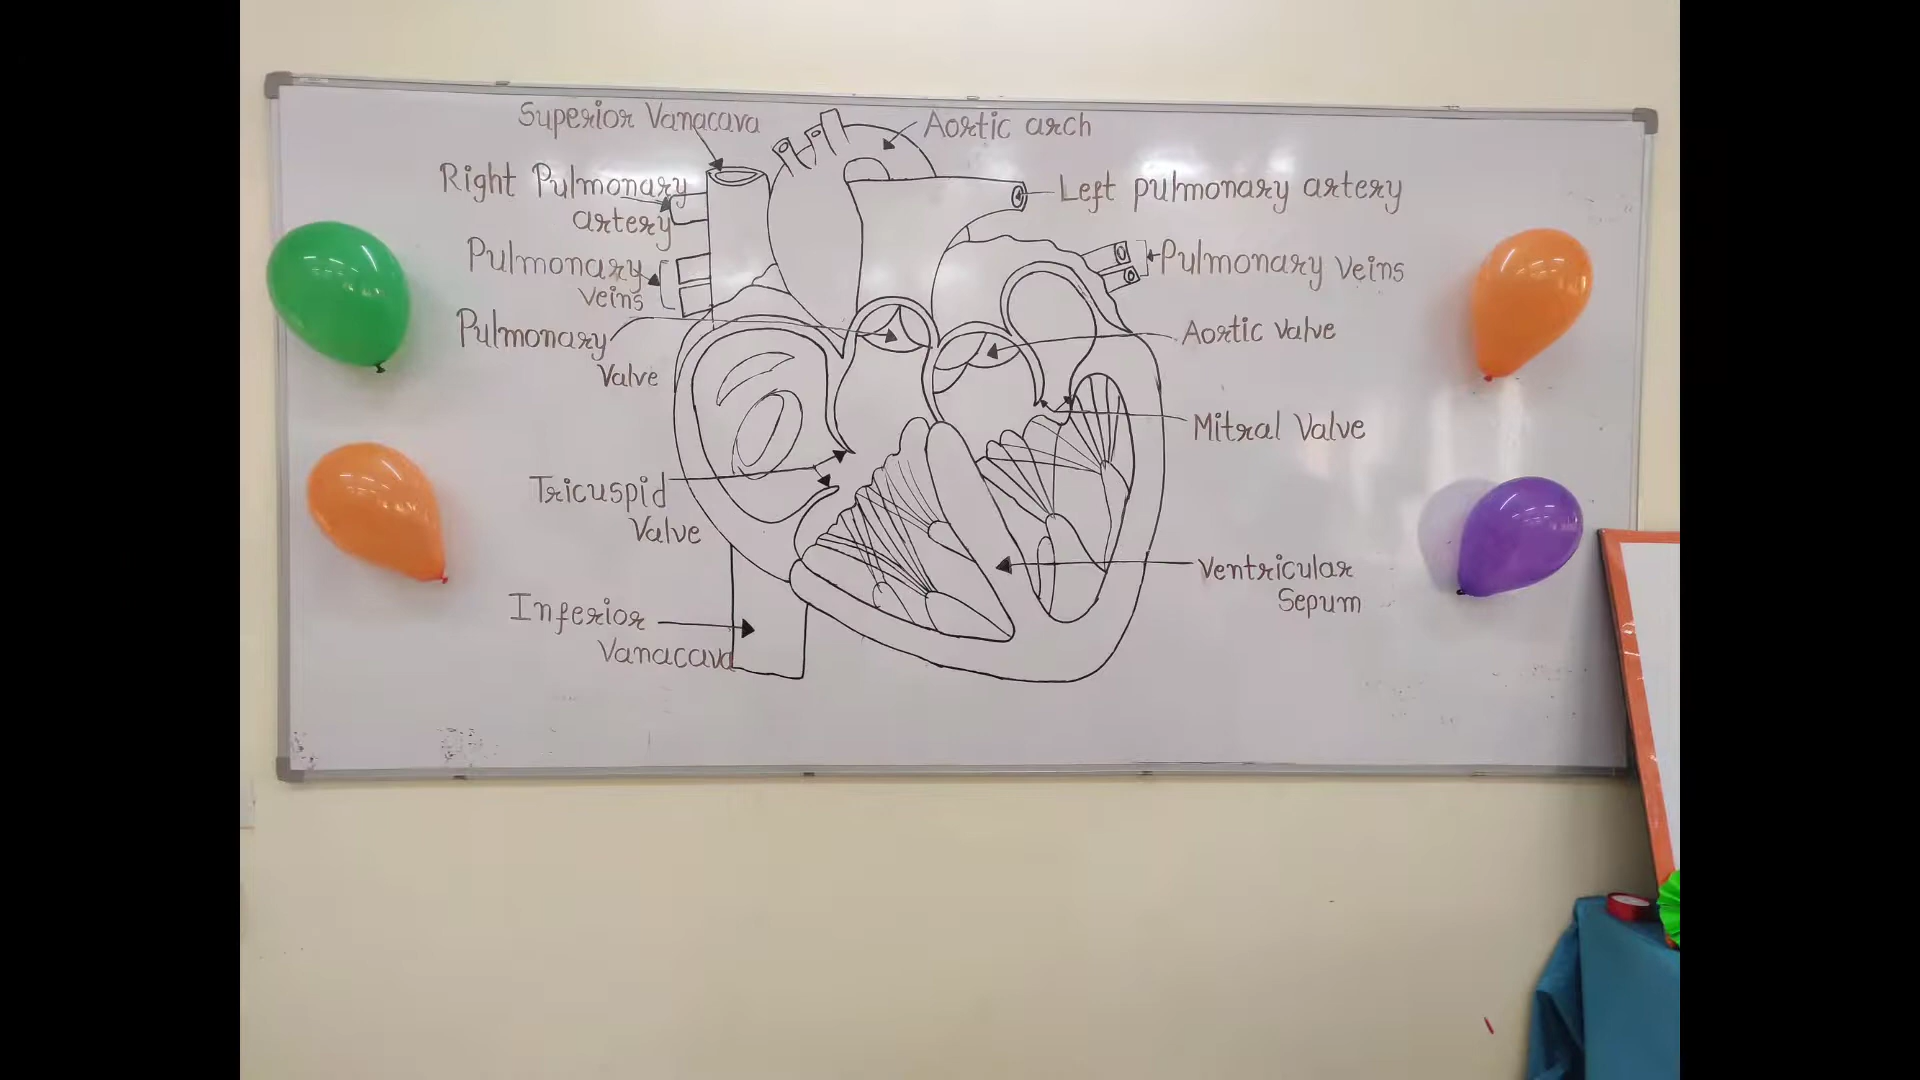 Superior Vanacava
Aortic arch
Right Pulmonary
artery
Left pulmonary artery
Pulmonary
veins
Pulmonary veins
Pulmonary
Valve
Aortic valve
Mitral Valve
Tricuspid
Valve
Ventricular
Sepum
Inferior
Vanacava